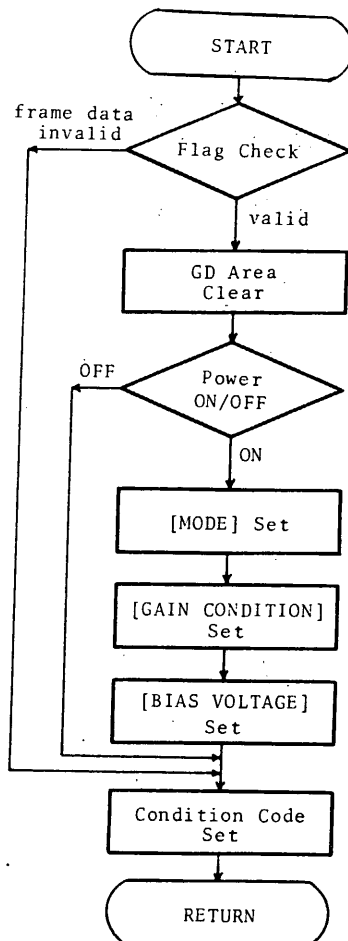 START
frame data
invalid
Flag Check
valid
GD Area
Clear
OFF
Power
ON/OFF
ON
[MODE] Set
[GAIN CONDITION]
Set
[BIAS VOLTAGE]
Set
Condition Code
Set
RETURN